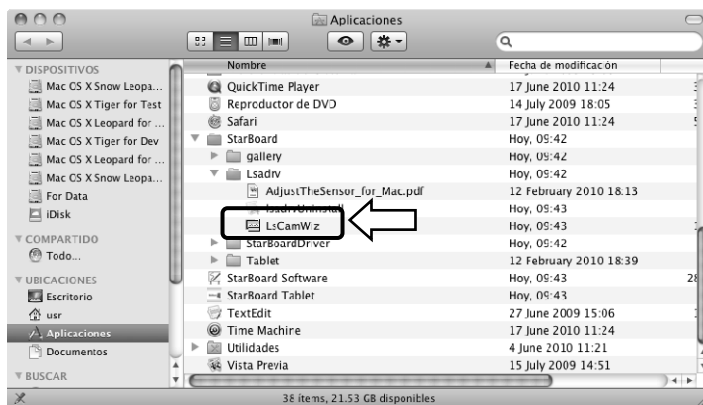 Aplicaciones
Nombre Fecha de modificación
DISPOSITIVOS
Mac OS X Snow Leopa...
Mac OS X Tiger for Test
Mac OS X Leopard for ...
Mac OS X Tiger for Dev
Mac OS X Leopard for ...
Mac OS X Snow Leopa...
For Data
iDisk
COMPARTIDO
Todo...
UBICACIONES
Escritorio
usr
Aplicaciones
Documentos
BUSCAR
QuickTime Player 17 June 2010 11:24
Reproductor de DVD 14 July 2009 18:05
Safari 17 June 2010 11:24
StarBoard Hoy, 09:42
gallery Hoy, 09:42
Lsadrv Hoy, 09:42
AdjustTheSensor_for_Mac.pdf 12 February 2010 18:13
lsadrvUninstall Hoy, 09:43
LsCamWiz Hoy, 09:43
StarBoardDriver Hoy, 09:42
Tablet 12 February 2010 18:39
StarBoard Software Hoy, 09:43
StarBoard Tablet Hoy, 09:43
TextEdit 27 June 2009 15:06
Time Machine 17 June 2010 11:24
Utilidades 4 June 2010 11:21
Vista Previa 15 July 2009 14:51
38 items, 21.53 GB disponibles